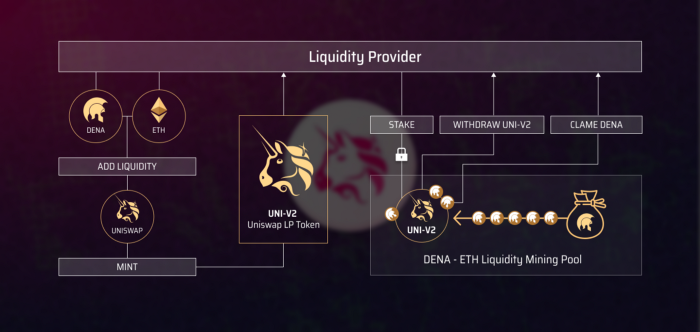 Liquidity Provider
DENA
ETH
STAKE
WITHDRAW UNI-V2
CLAME DENA
ADD LIQUIDITY
UNI-V2
Uniswap LP Token
UNISWAP
UNI-V2
MINT
DENA - ETH Liquidity Mining Pool